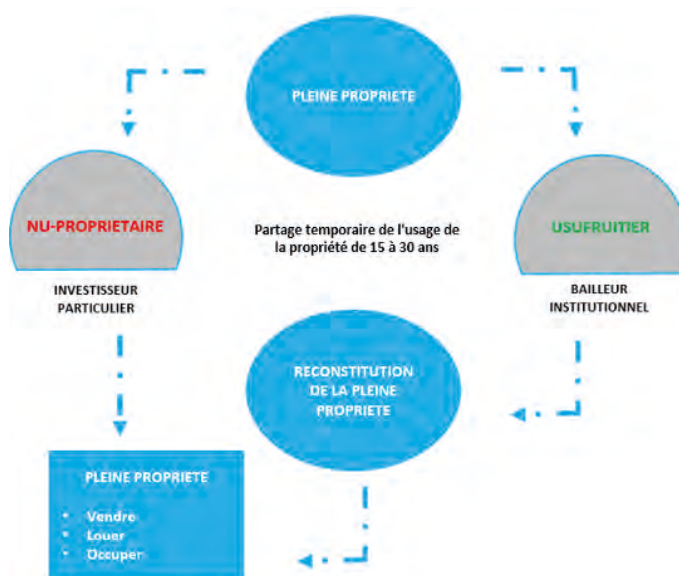 PLEINE PROPRIETE
NU-PROPRIETAIRE
Partage temporaire de l'usage de
la propriété de 15 à 30 ans
USUFRUITIER
INVESTISSEUR
PARTICULIER
BAILLEUR
INSTITUTIONNEL
RECONSTITUTION
DE LA PLEINE
PROPRIETE
PLEINE PROPRIETE
• Vendre
• Louer
• Occuper